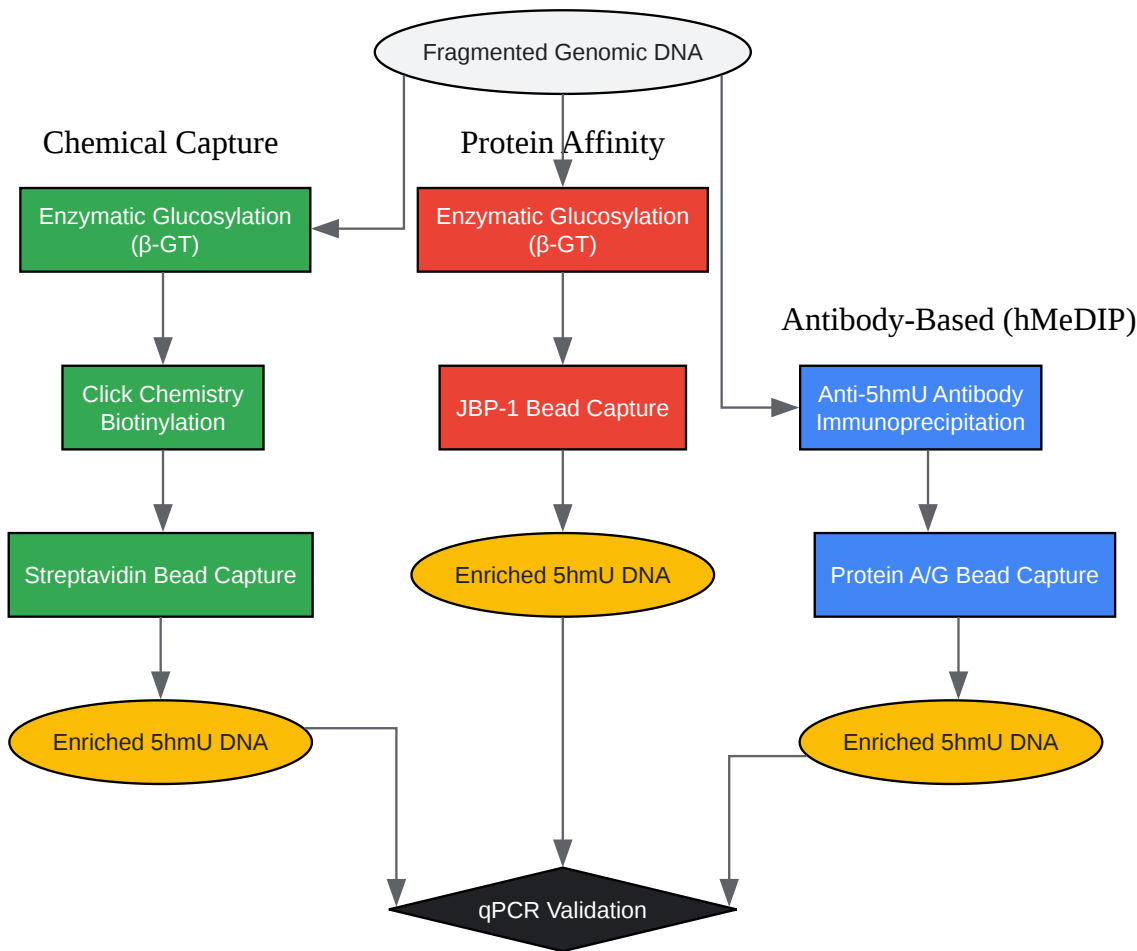 Fragmented Genomic DNA
Chemical Capture
Protein Affinity
Enzymatic Glucosylation
(β-GT)
Enzymatic Glucosylation
(β-GT)
Antibody-Based (hMeDIP)
Click Chemistry
Biotinylation
JBP-1 Bead Capture
Anti-5hmU Antibody
Immunoprecipitation
Streptavidin Bead Capture
Enriched 5hmU DNA
Protein A/G Bead Capture
Enriched 5hmU DNA
Enriched 5hmU DNA
qPCR Validation